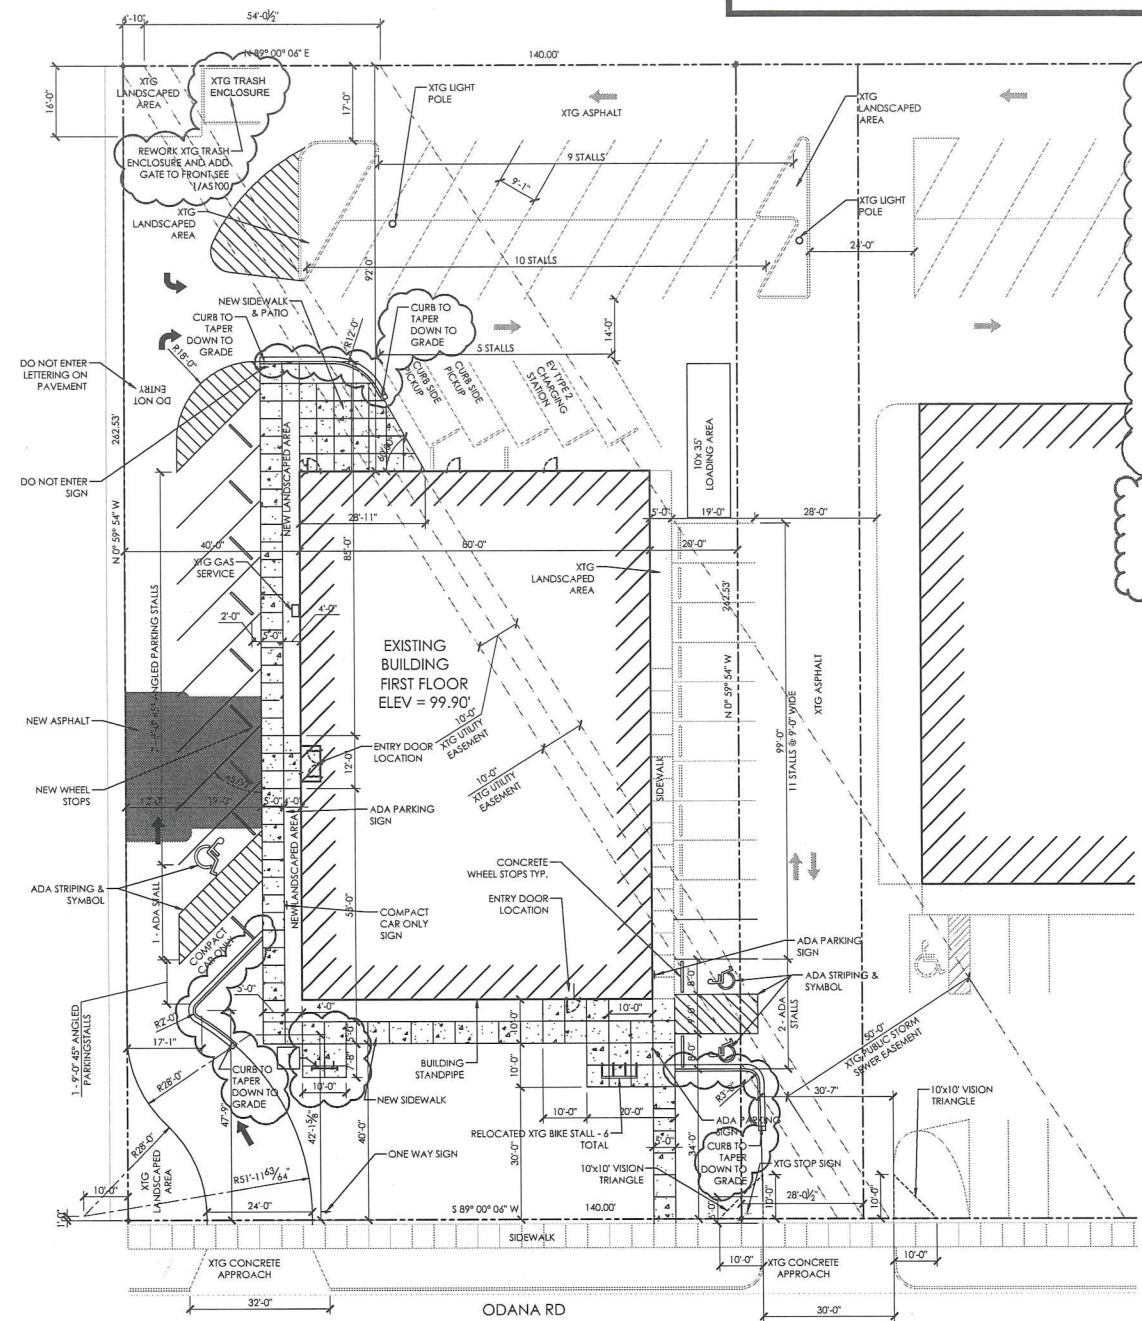 4'-10"
54'-0½"
N 89° 00' 06" E
140.00'
16'-0"
XTG
LANDSCAPED
AREA
XTG TRASH
ENCLOSURE
17'-0"
XTG LIGHT
POLE
XTG ASPHALT
XTG
LANDSCAPED
AREA
REWORK XTG TRASH
ENCLOSURE AND ADD
GATE TO FRONT SEE
1/AS100
9 STALLS
9'-1"
XTG
LANDSCAPED
AREA
XTG LIGHT
POLE
24'-0"
10 STALLS
92'-0"
NEW SIDEWALK
& PATIO
CURB TO
TAPER
DOWN TO
GRADE
R12'-0"
CURB TO
TAPER
DOWN TO
GRADE
14'-0"
5 STALLS
R18'-0"
DO NOT ENTER
LETTERING ON
PAVEMENT
DO NOT
ENTRY
CURB SIDE
PICKUP
CURB SIDE
PICKUP
EV TYPE 2
CHARGING
STATION
262.53'
10'x 35'
LOADING AREA
DO NOT ENTER
SIGN
NEW LANDSCAPED AREA
28'-11"
N 0° 59' 54" W
5'-0"
19'-0"
28'-0"
40'-0"
85'-0"
80'-0"
20'-0"
XTG GAS
SERVICE
XTG
LANDSCAPED
AREA
262.53'
2'-0"
5'-0"
4'-0"
EXISTING
BUILDING
FIRST FLOOR
ELEV = 99.90'
ANGLED PARKING STALLS
N 0° 59' 54" W
XTG ASPHALT
10'-0"
XTG UTILITY
EASEMENT
NEW ASPHALT
ENTRY DOOR
LOCATION
99'-0"
11 STALLS @ 9'-0" WIDE
12'-0"
10'-0"
XTG UTILITY
EASEMENT
NEW WHEEL
STOPS
SIDEWALK
19'-0"
5'-0"
4'-0"
ADA PARKING
SIGN
NEW LANDSCAPED AREA
CONCRETE
WHEEL STOPS TYP.
ADA STRIPING &
SYMBOL
1 - ADA STALL
ENTRY DOOR
LOCATION
COMPACT
CAR ONLY
COMPACT
CAR ONLY
SIGN
ADA PARKING
SIGN
8'-0"
ADA STRIPING &
SYMBOL
5'-0"
4'-0"
10'-0"
9'-0"
2 - ADA
STALLS
R2'-0"
1 - 9'-0" 45° ANGLED
PARKINGSTALLS
17'-1"
10'-0"
5'-0"
8'-0"
50'-0"
XTG PUBLIC STORM
SEWER EASEMENT
R28'-0"
CURB TO
TAPER
DOWN TO
GRADE
10'-0"
BUILDING
STANDPIPE
10'-0"
30'-7"
10'x10' VISION
TRIANGLE
47'-9"
NEW SIDEWALK
10'-0"
20'-0"
ADA PARKING
SIGN
R28'-0"
40'-0"
RELOCATED XTG BIKE STALL - 6
TOTAL
30'-0"
5'-0"
34'-0"
CURB TO
TAPER
DOWN TO
GRADE
ONE WAY SIGN
10'x10' VISION
TRIANGLE
XTG STOP SIGN
XTG
LANDSCAPED
AREA
R51'-11 63/64"
10'-0"
1'-0"
24'-0"
S 89° 00' 06" W
140.00'
10'-0"
28'-0½"
10'-0"
SIDEWALK
XTG CONCRETE
APPROACH
10'-0"
XTG CONCRETE
APPROACH
10'-0"
32'-0"
ODANA RD
30'-0"